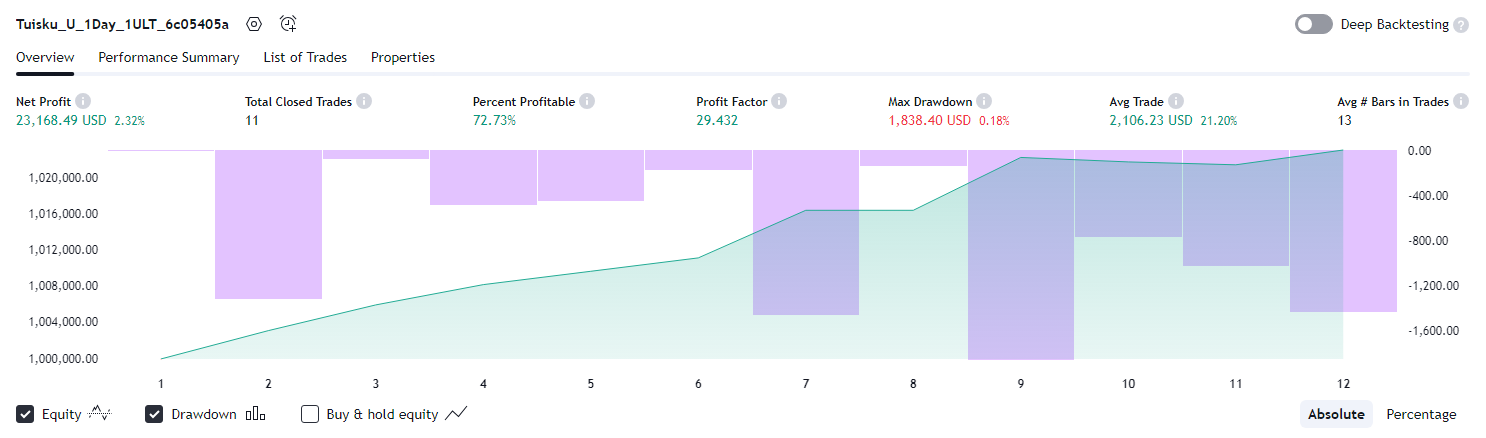 Tuisku_U_1Day_1ULT_6c05405a Deep Backtesting ?
Overview Performance Summary List of Trades Properties
Net Profit Total Closed Trades Percent Profitable Profit Factor Max Drawdown Avg Trade Avg # Bars in Trades
23,168.49 USD 2.32% 11 72.73% 29.432 1,838.40 USD 0.18% 2,106.23 USD 21.20% 13
0.00
1,020,000.00
-400.00
1,016,000.00
-800.00
1,012,000.00
1,008,000.00 -1,200.00
1,004,000.00
-1,600.00
1,000,000.00
1 2 3 4 5 6 7 8 9 10 11 12
Equity Drawdown Buy & hold equity Absolute Percentage